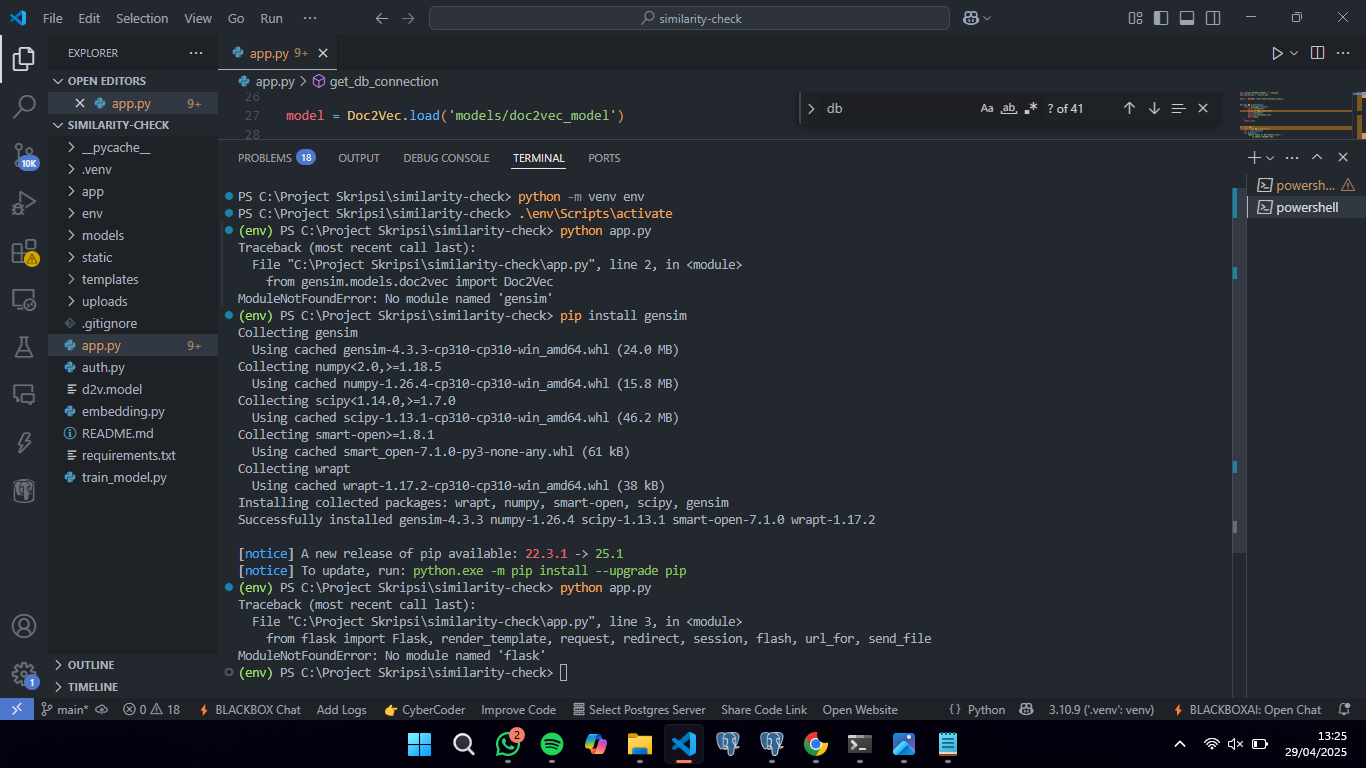 File Edit Selection View Go Run ··· similarity-check
EXPLORER ···
OPEN EDITORS
app.py 9+
SIMILARITY-CHECK
__pycache__
.venv
app
env
models
static
templates
uploads
.gitignore
app.py 9+
auth.py
d2v.model
embedding.py
README.md
requirements.txt
train_model.py
OUTLINE
TIMELINE
10K
1
app.py 9+
app.py > get_db_connection
26
27 model = Doc2Vec.load('models/doc2vec_model')
28
db Aa ab .* ? of 41
PROBLEMS 18 OUTPUT DEBUG CONSOLE TERMINAL PORTS
powersh...
powershell
PS C:\Project Skripsi\similarity-check> python -m venv env
PS C:\Project Skripsi\similarity-check> .\env\Scripts\activate
(env) PS C:\Project Skripsi\similarity-check> python app.py
Traceback (most recent call last):
File "C:\Project Skripsi\similarity-check\app.py", line 2, in <module>
from gensim.models.doc2vec import Doc2Vec
ModuleNotFoundError: No module named 'gensim'
(env) PS C:\Project Skripsi\similarity-check> pip install gensim
Collecting gensim
Using cached gensim-4.3.3-cp310-cp310-win_amd64.whl (24.0 MB)
Collecting numpy<2.0,>=1.18.5
Using cached numpy-1.26.4-cp310-cp310-win_amd64.whl (15.8 MB)
Collecting scipy<1.14.0,>=1.7.0
Using cached scipy-1.13.1-cp310-cp310-win_amd64.whl (46.2 MB)
Collecting smart-open>=1.8.1
Using cached smart_open-7.1.0-py3-none-any.whl (61 kB)
Collecting wrapt
Using cached wrapt-1.17.2-cp310-cp310-win_amd64.whl (38 kB)
Installing collected packages: wrapt, numpy, smart-open, scipy, gensim
Successfully installed gensim-4.3.3 numpy-1.26.4 scipy-1.13.1 smart-open-7.1.0 wrapt-1.17.2
[notice] A new release of pip available: 22.3.1 -> 25.1
[notice] To update, run: python.exe -m pip install --upgrade pip
(env) PS C:\Project Skripsi\similarity-check> python app.py
Traceback (most recent call last):
File "C:\Project Skripsi\similarity-check\app.py", line 3, in <module>
from flask import Flask, render_template, request, redirect, session, flash, url_for, send_file
ModuleNotFoundError: No module named 'flask'
(env) PS C:\Project Skripsi\similarity-check>
main* 0 18 BLACKBOX Chat Add Logs CyberCoder Improve Code Select Postgres Server Share Code Link Open Website { } Python 3.10.9 ('.venv': venv) BLACKBOXAI: Open Chat
2
13:25
29/04/2025